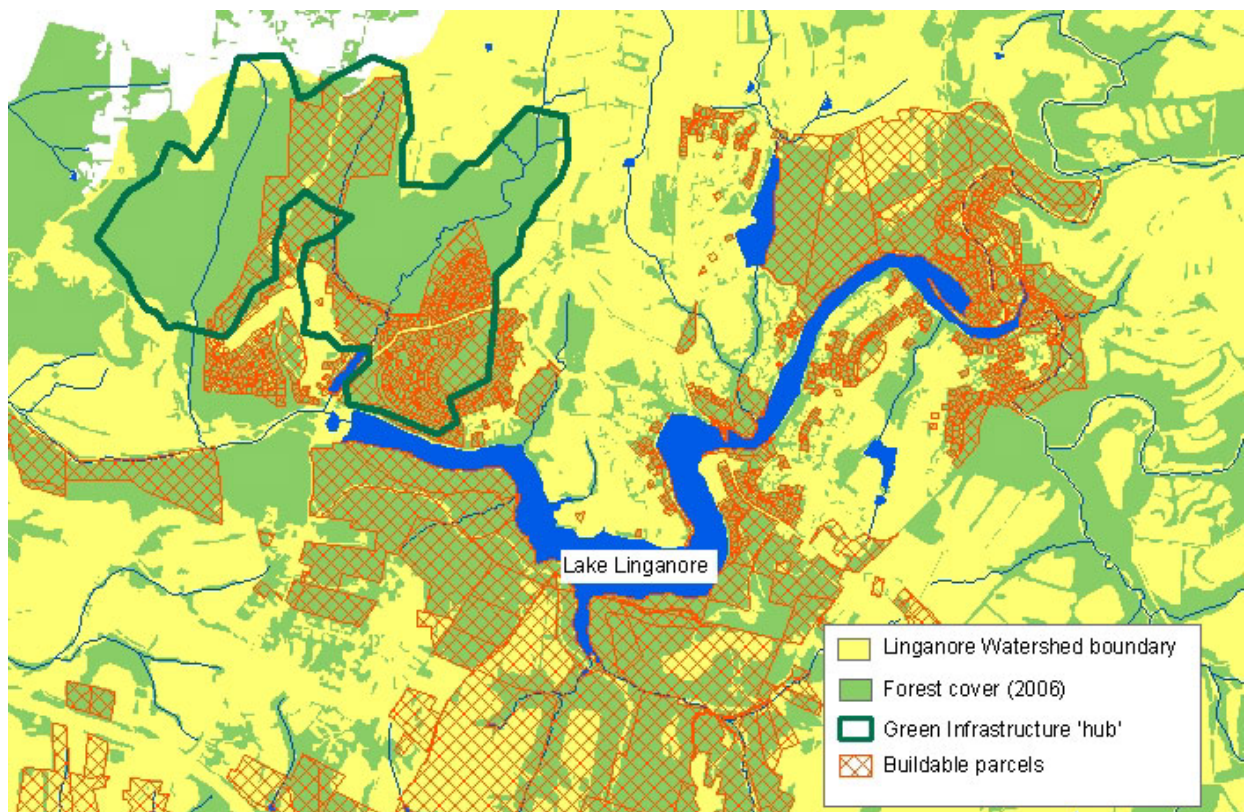 Lake Linganore
Linganore Watershed boundary
Forest cover (2006)
Green Infrastructure 'hub'
Buildable parcels